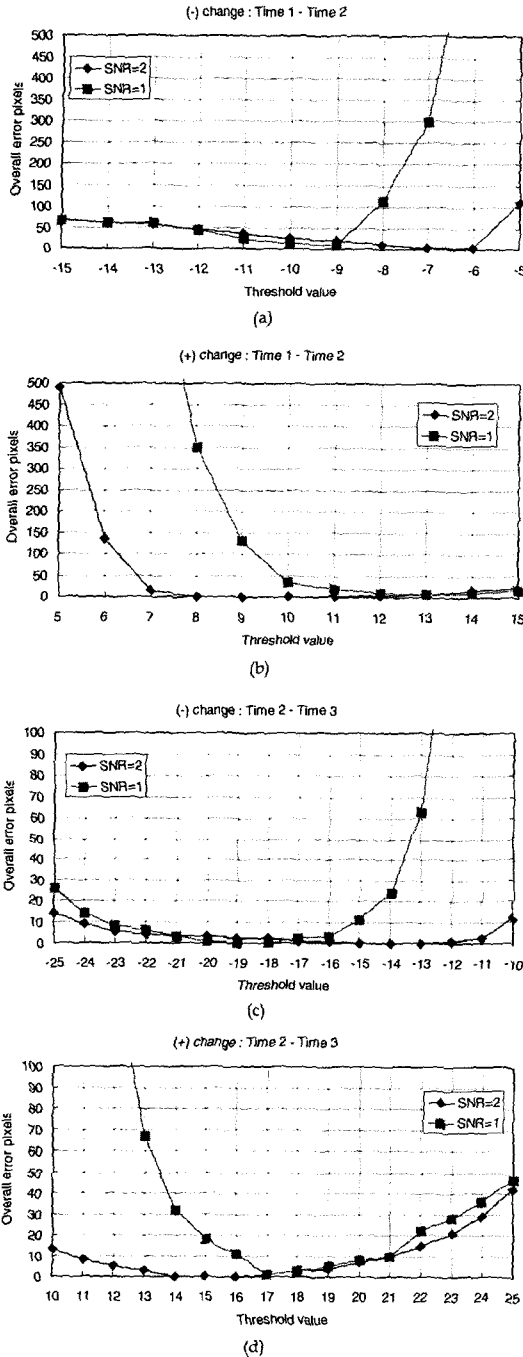 (-) change : Time 1 - Time 2
500
450
400
350
300
250
200
150
100
50
0
Overall error pixels
SNR=2
SNR=1
-15 -14 -13 -12 -11 -10 -9 -8 -7 -6 -5
Threshold value
(a)
(+) change : Time 1 - Time 2
500
450
400
350
300
250
200
150
100
50
0
Overall error pixels
SNR=2
SNR=1
5 6 7 8 9 10 11 12 13 14 15
Threshold value
(b)
(-) change : Time 2 - Time 3
100
90
80
70
60
50
40
30
20
10
0
Overall error pixels
SNR=2
SNR=1
-25 -24 -23 -22 -21 -20 -19 -18 -17 -16 -15 -14 -13 -12 -11 -10
Threshold value
(c)
(+) change : Time 2 - Time 3
100
90
80
70
60
50
40
30
20
10
0
Overall error pixels
SNR=2
SNR=1
10 11 12 13 14 15 16 17 18 19 20 21 22 23 24 25
Threshold value
(d)